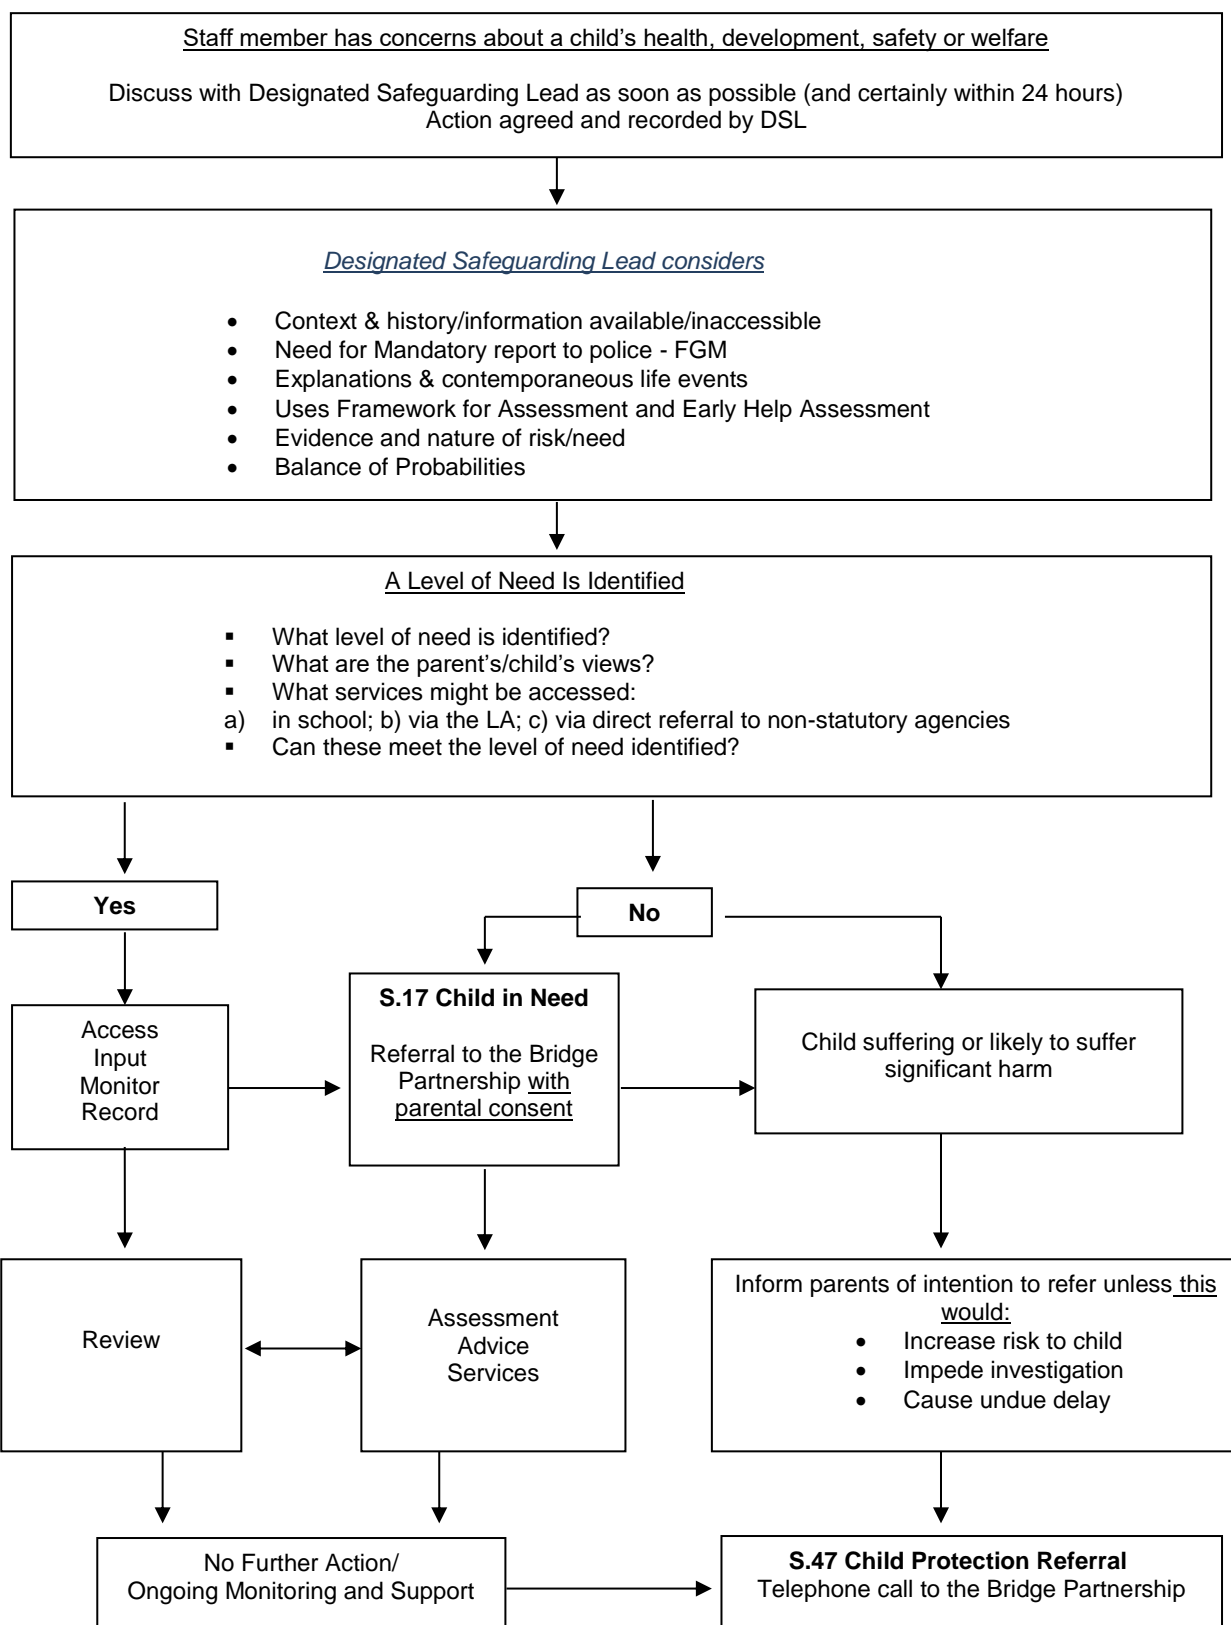 Staff member has concerns about a child's health, development, safety or welfare
Discuss with Designated Safeguarding Lead as soon as possible (and certainly within 24 hours)
Action agreed and recorded by DSL
Designated Safeguarding Lead considers
• Context & history/information available/inaccessible
• Need for Mandatory report to police - FGM
• Explanations & contemporaneous life events
• Uses Framework for Assessment and Early Help Assessment
• Evidence and nature of risk/need
• Balance of Probabilities
A Level of Need Is Identified
▪ What level of need is identified?
▪ What are the parent's/child's views?
▪ What services might be accessed:
a) in school; b) via the LA; c) via direct referral to non-statutory agencies
▪ Can these meet the level of need identified?
Yes
No
Access
Input
Monitor
Record
S.17 Child in Need
Referral to the Bridge
Partnership with
parental consent
Child suffering or likely to suffer
significant harm
Review
Assessment
Advice
Services
Inform parents of intention to refer unless this
would:
• Increase risk to child
• Impede investigation
• Cause undue delay
No Further Action/
Ongoing Monitoring and Support
S.47 Child Protection Referral
Telephone call to the Bridge Partnership